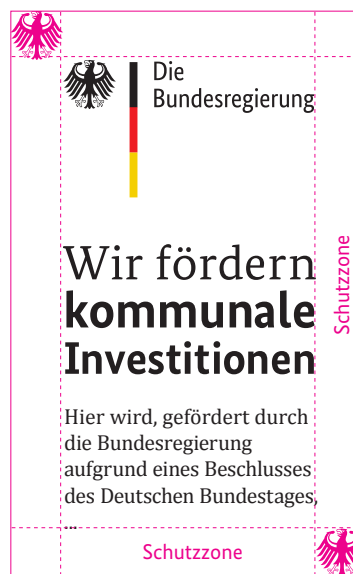 Die
Bundesregierung
Wir fördern
kommunale
Investitionen
Schutzzone
Hier wird, gefördert durch
die Bundesregierung
aufgrund eines Beschlusses
des Deutschen Bundestages,
...
Schutzzone